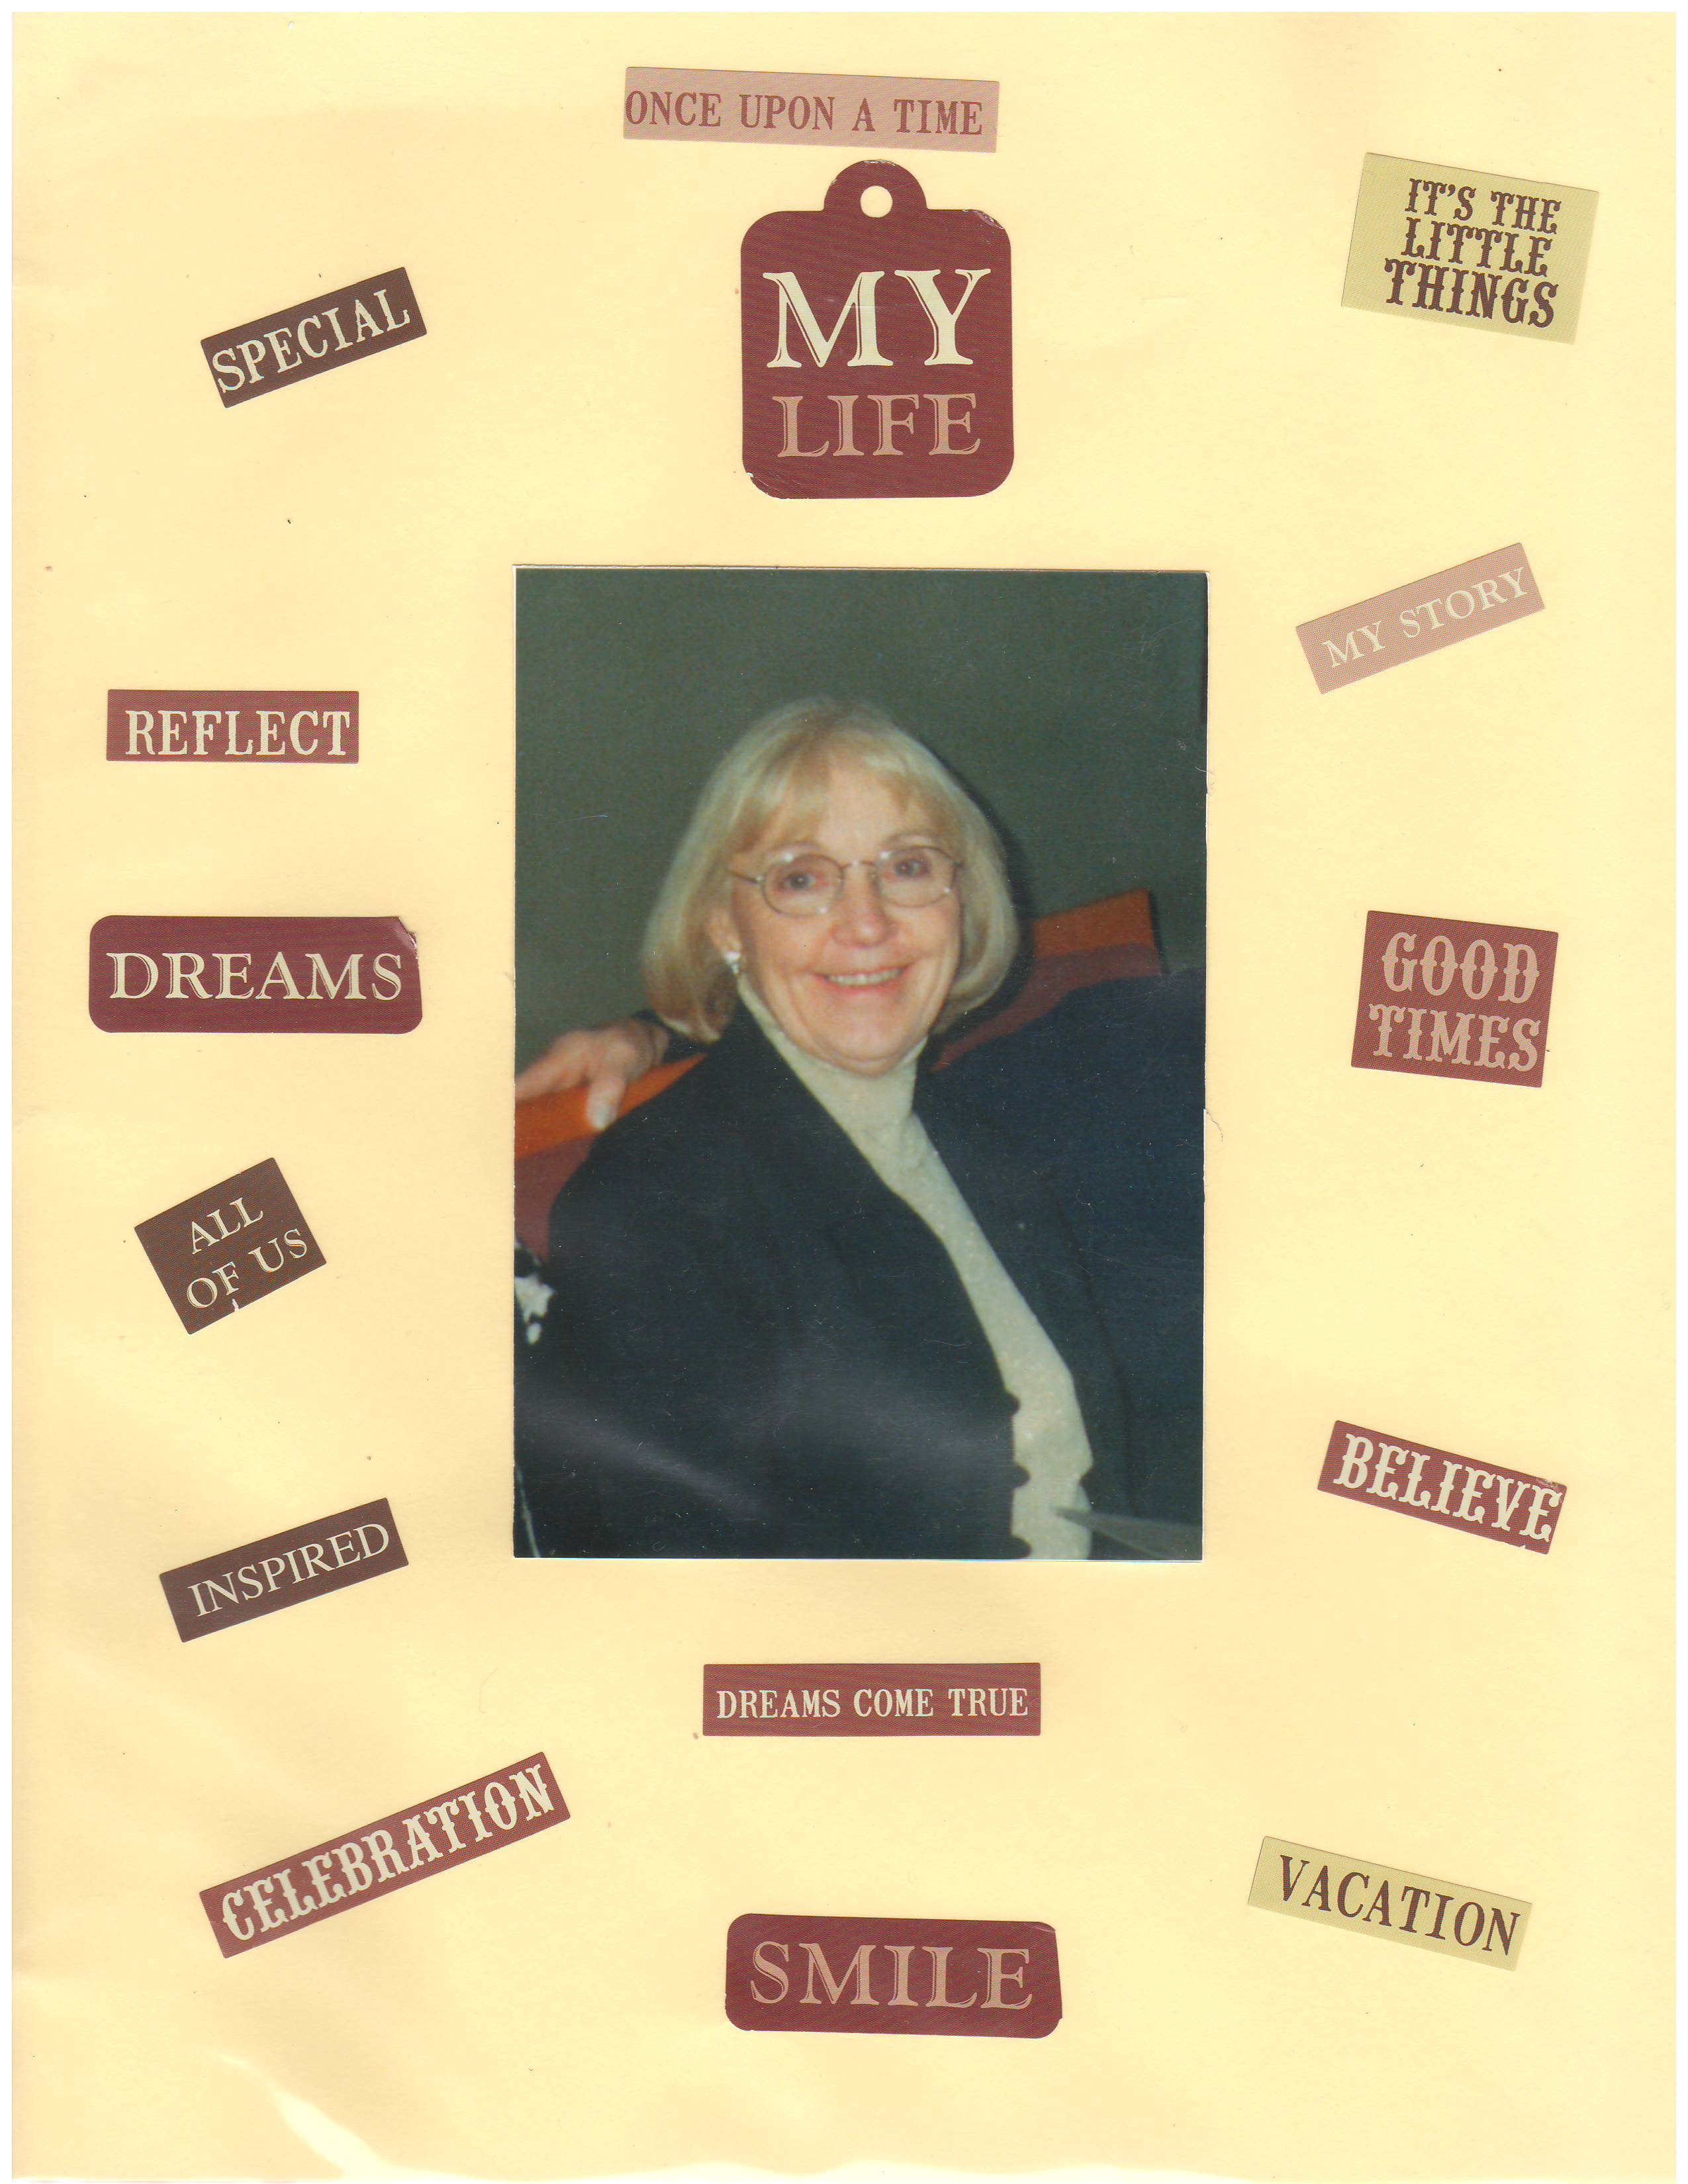 ONCE UPON A TIME
MY
LIFE
IT'S THE
LITTLE
THINGS
SPECIAL
MY STORY
REFLECT
DREAMS
GOOD
TIMES
ALL
OF US
BELIEVE
INSPIRED
DREAMS COME TRUE
CELEBRATION
VACATION
SMILE